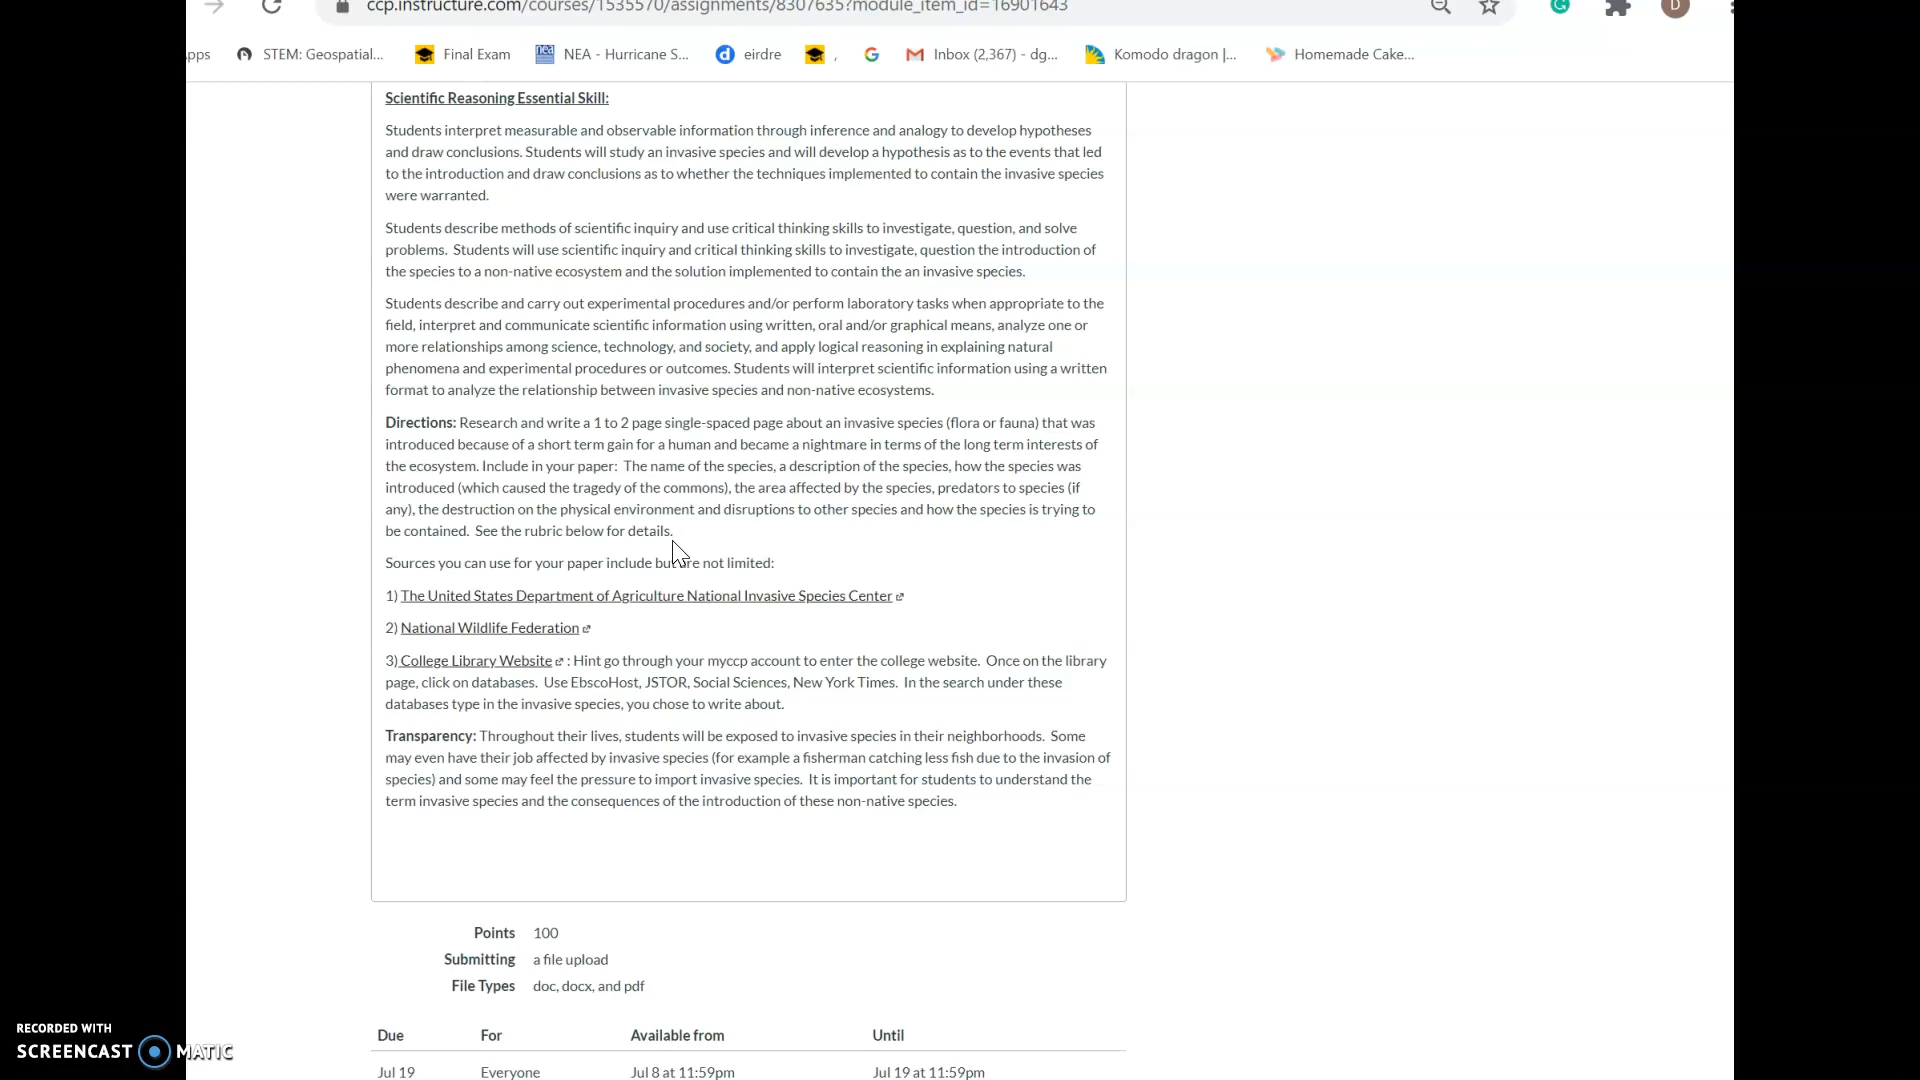 ccp.instructure.com/courses/1535570/assignments/8307635?module_item_id=16901643
D
pps STEM: Geospatial... Final Exam nea NEA - Hurricane S... d eirdre , G Inbox (2,367) - dg... Komodo dragon |... Homemade Cake...
Scientific Reasoning Essential Skill:
Students interpret measurable and observable information through inference and analogy to develop hypotheses
and draw conclusions. Students will study an invasive species and will develop a hypothesis as to the events that led
to the introduction and draw conclusions as to whether the techniques implemented to contain the invasive species
were warranted.
Students describe methods of scientific inquiry and use critical thinking skills to investigate, question, and solve
problems.  Students will use scientific inquiry and critical thinking skills to investigate, question the introduction of
the species to a non-native ecosystem and the solution implemented to contain the an invasive species.
Students describe and carry out experimental procedures and/or perform laboratory tasks when appropriate to the
field, interpret and communicate scientific information using written, oral and/or graphical means, analyze one or
more relationships among science, technology, and society, and apply logical reasoning in explaining natural
phenomena and experimental procedures or outcomes. Students will interpret scientific information using a written
format to analyze the relationship between invasive species and non-native ecosystems.
Directions: Research and write a 1 to 2 page single-spaced page about an invasive species (flora or fauna) that was
introduced because of a short term gain for a human and became a nightmare in terms of the long term interests of
the ecosystem. Include in your paper:  The name of the species, a description of the species, how the species was
introduced (which caused the tragedy of the commons), the area affected by the species, predators to species (if
any), the destruction on the physical environment and disruptions to other species and how the species is trying to
be contained.  See the rubric below for details.
Sources you can use for your paper include but are not limited:
1) The United States Department of Agriculture National Invasive Species Center
2) National Wildlife Federation
3) College Library Website : Hint go through your myccp account to enter the college website.  Once on the library
page, click on databases.  Use EbscoHost, JSTOR, Social Sciences, New York Times.  In the search under these
databases type in the invasive species, you chose to write about.
Transparency: Throughout their lives, students will be exposed to invasive species in their neighborhoods.  Some
may even have their job affected by invasive species (for example a fisherman catching less fish due to the invasion of
species) and some may feel the pressure to import invasive species.  It is important for students to understand the
term invasive species and the consequences of the introduction of these non-native species.
Points 100
Submitting a file upload
File Types doc, docx, and pdf
Due For Available from Until
Jul 19 Everyone Jul 8 at 11:59pm Jul 19 at 11:59pm
RECORDED WITH
SCREENCAST MATIC